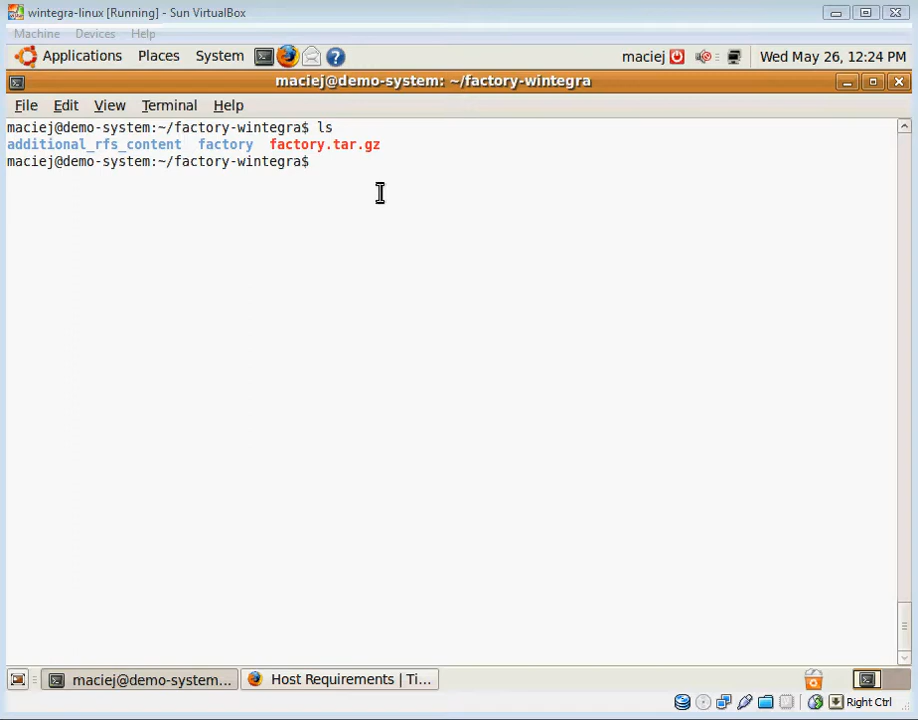 wintegra-linux [Running] - Sun VirtualBox
Machine Devices Help
Applications Places System maciej Wed May 26, 12:24 PM
maciej@demo-system: ~/factory-wintegra
File Edit View Terminal Help
maciej@demo-system:~/factory-wintegra$ ls
additional_rfs_content factory factory.tar.gz
maciej@demo-system:~/factory-wintegra$
maciej@demo-system... Host Requirements | Ti...
Right Ctrl